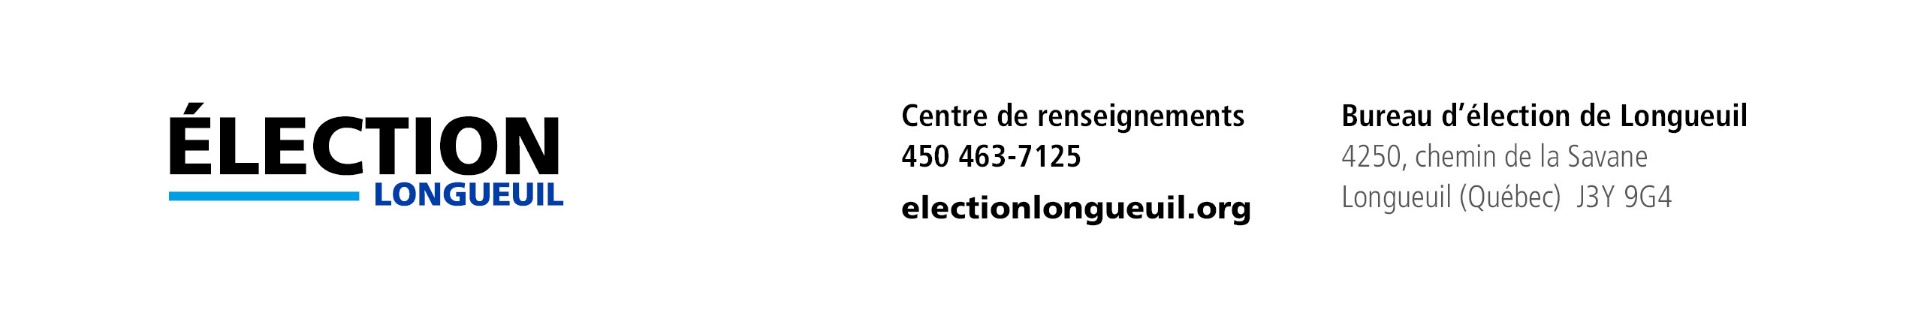 ÉLECTION
LONGUEUIL
Centre de renseignements
450 463-7125
electionlongueuil.org
Bureau d’élection de Longueuil
4250, chemin de la Savane
Longueuil (Québec)  J3Y 9G4